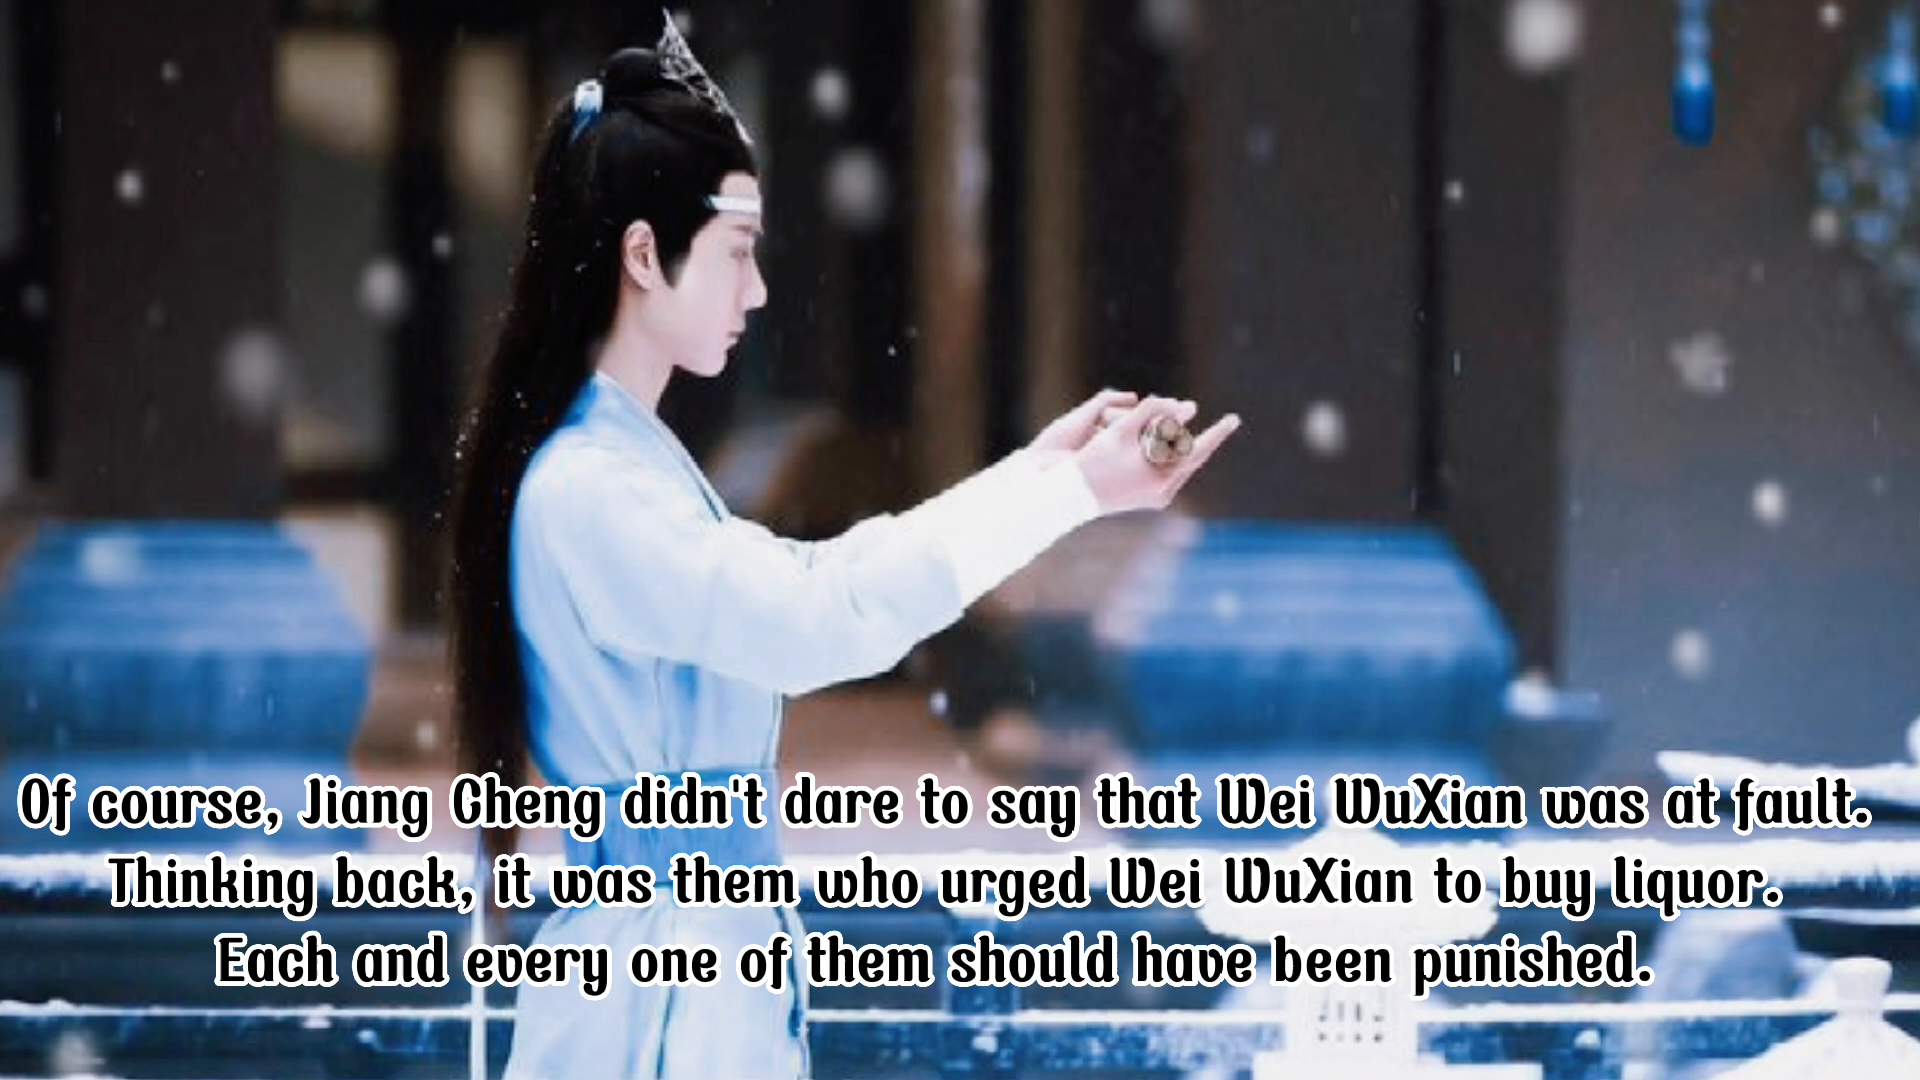 Of course, Jiang Cheng didn't dare to say that Wei WuXian was at fault.
Thinking back, it was them who urged Wei WuXian to buy liquor.
Each and every one of them should have been punished.